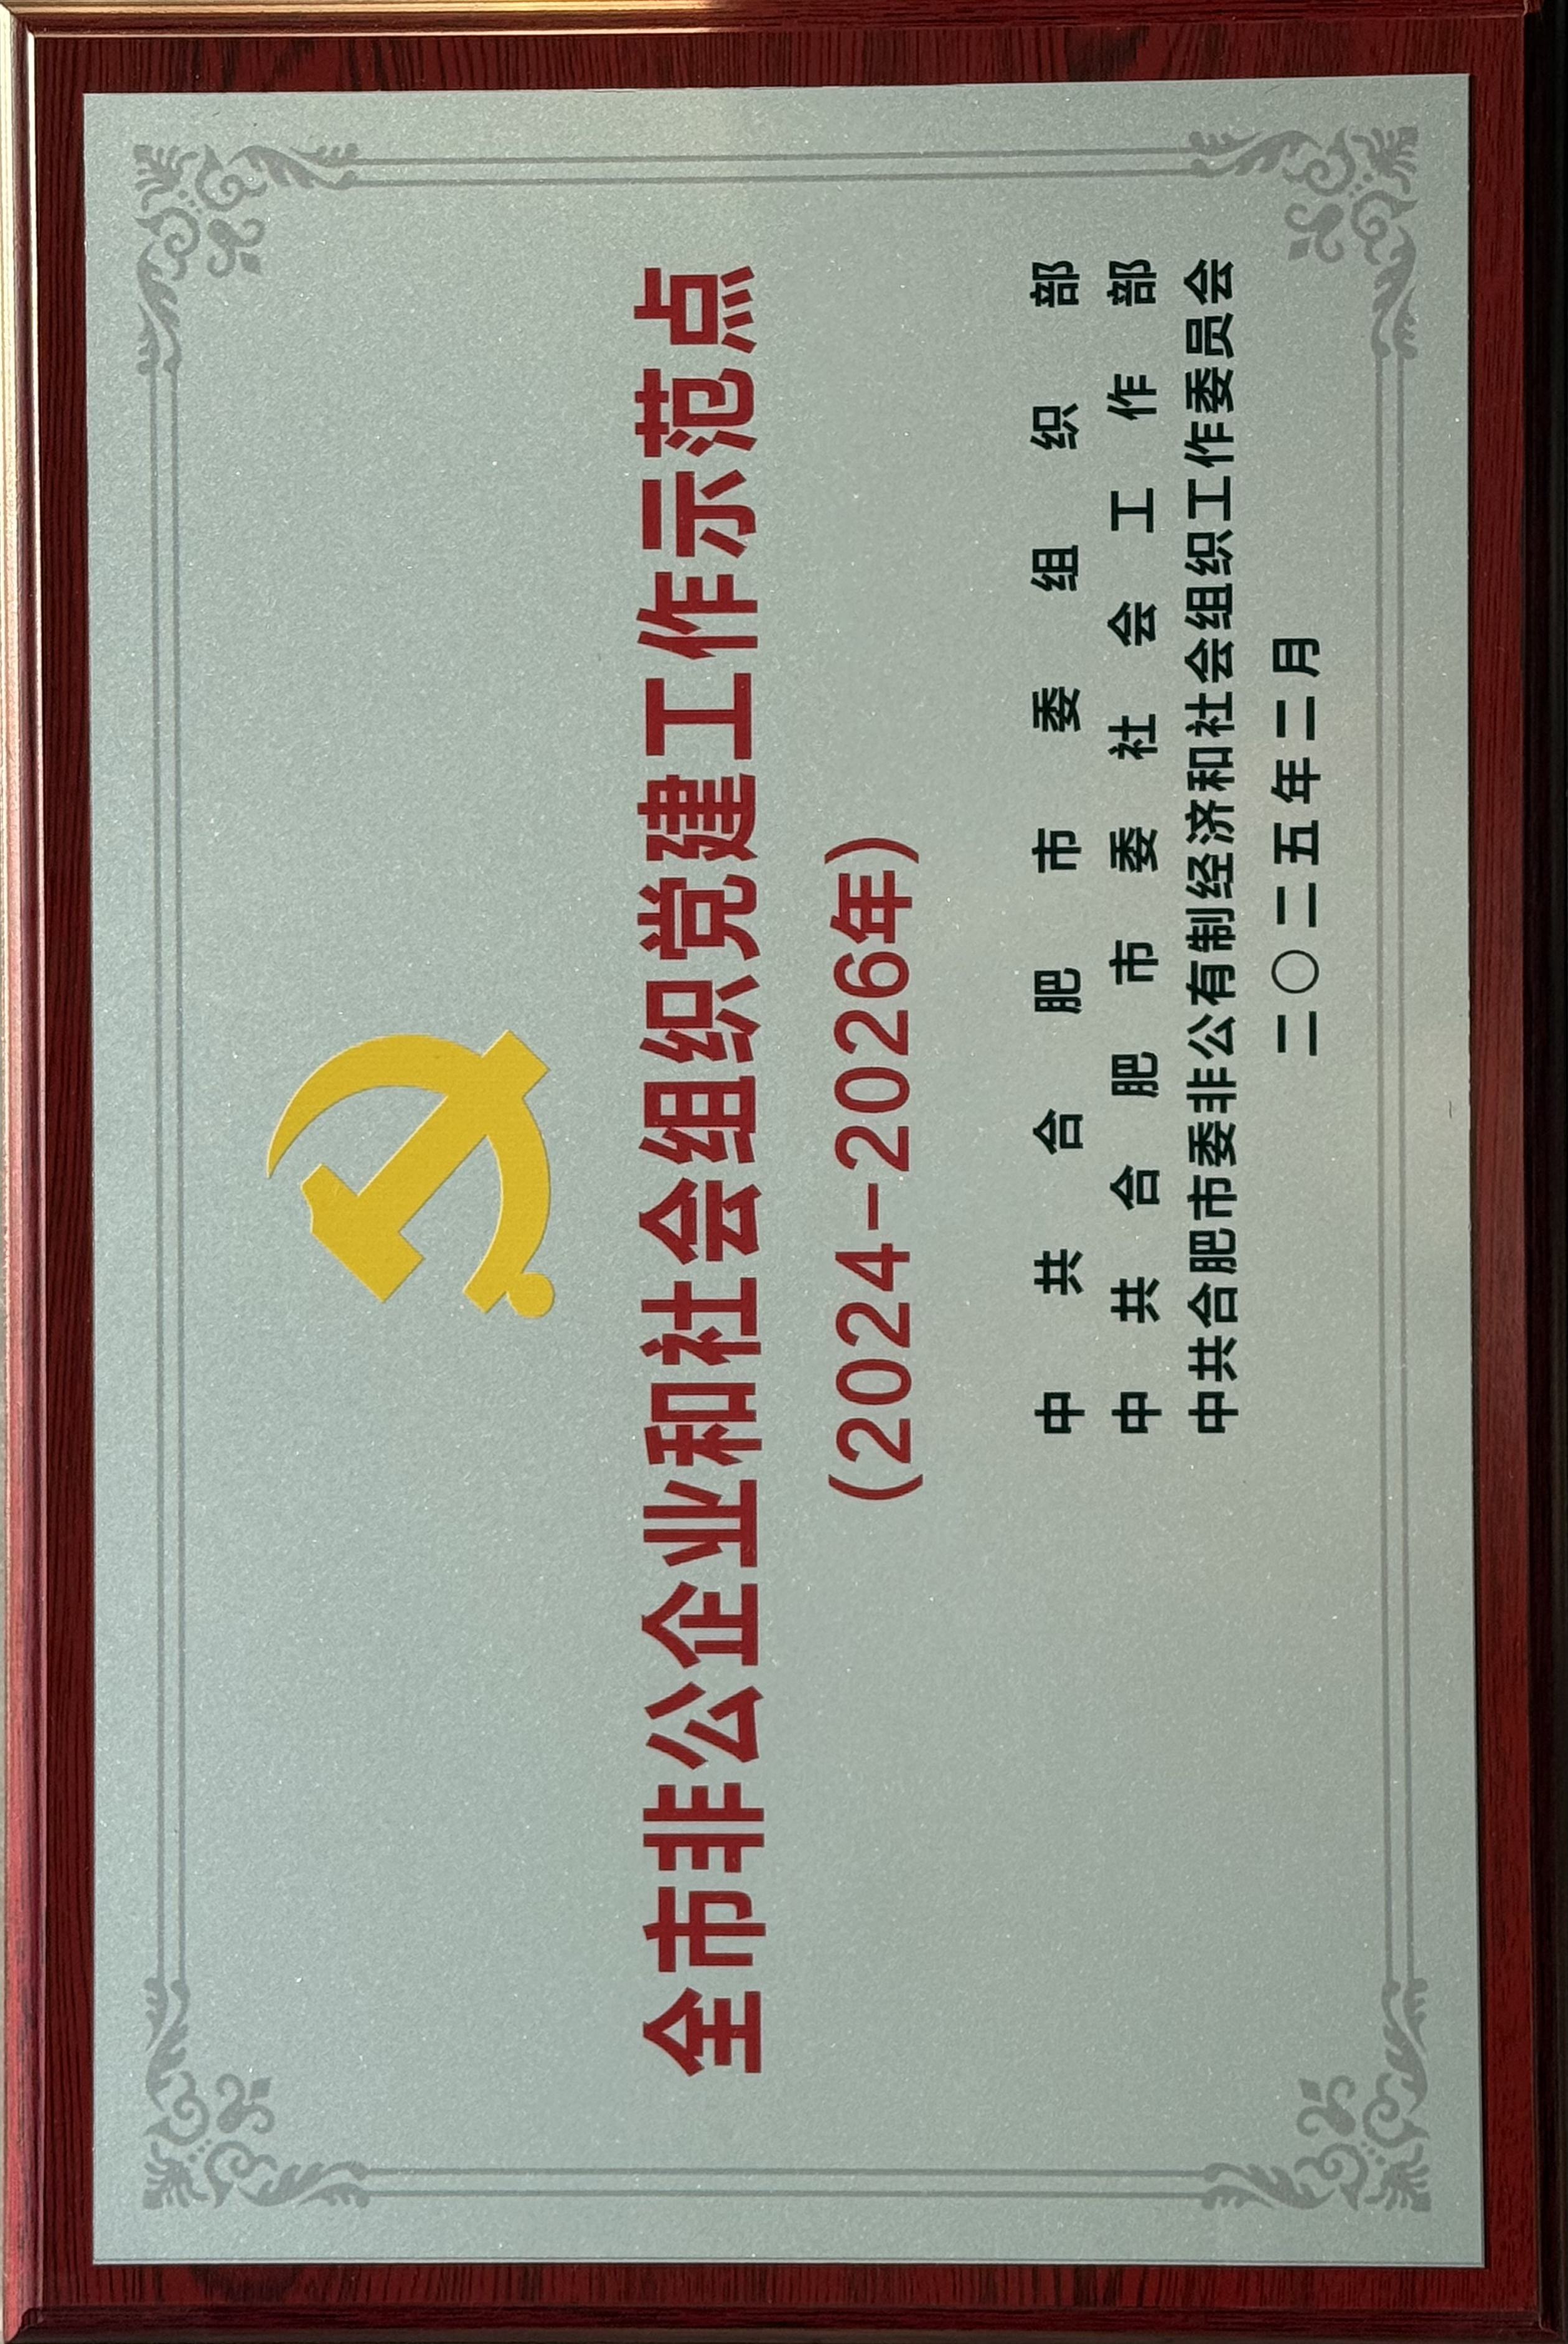 全市非公企业和社会组织党建工作示范点
(2024-2026年)
中共合肥市委组织部
中共合肥市委社会工作部
中共合肥市委非公有制经济和社会组织工作委员会
二〇二五年二月